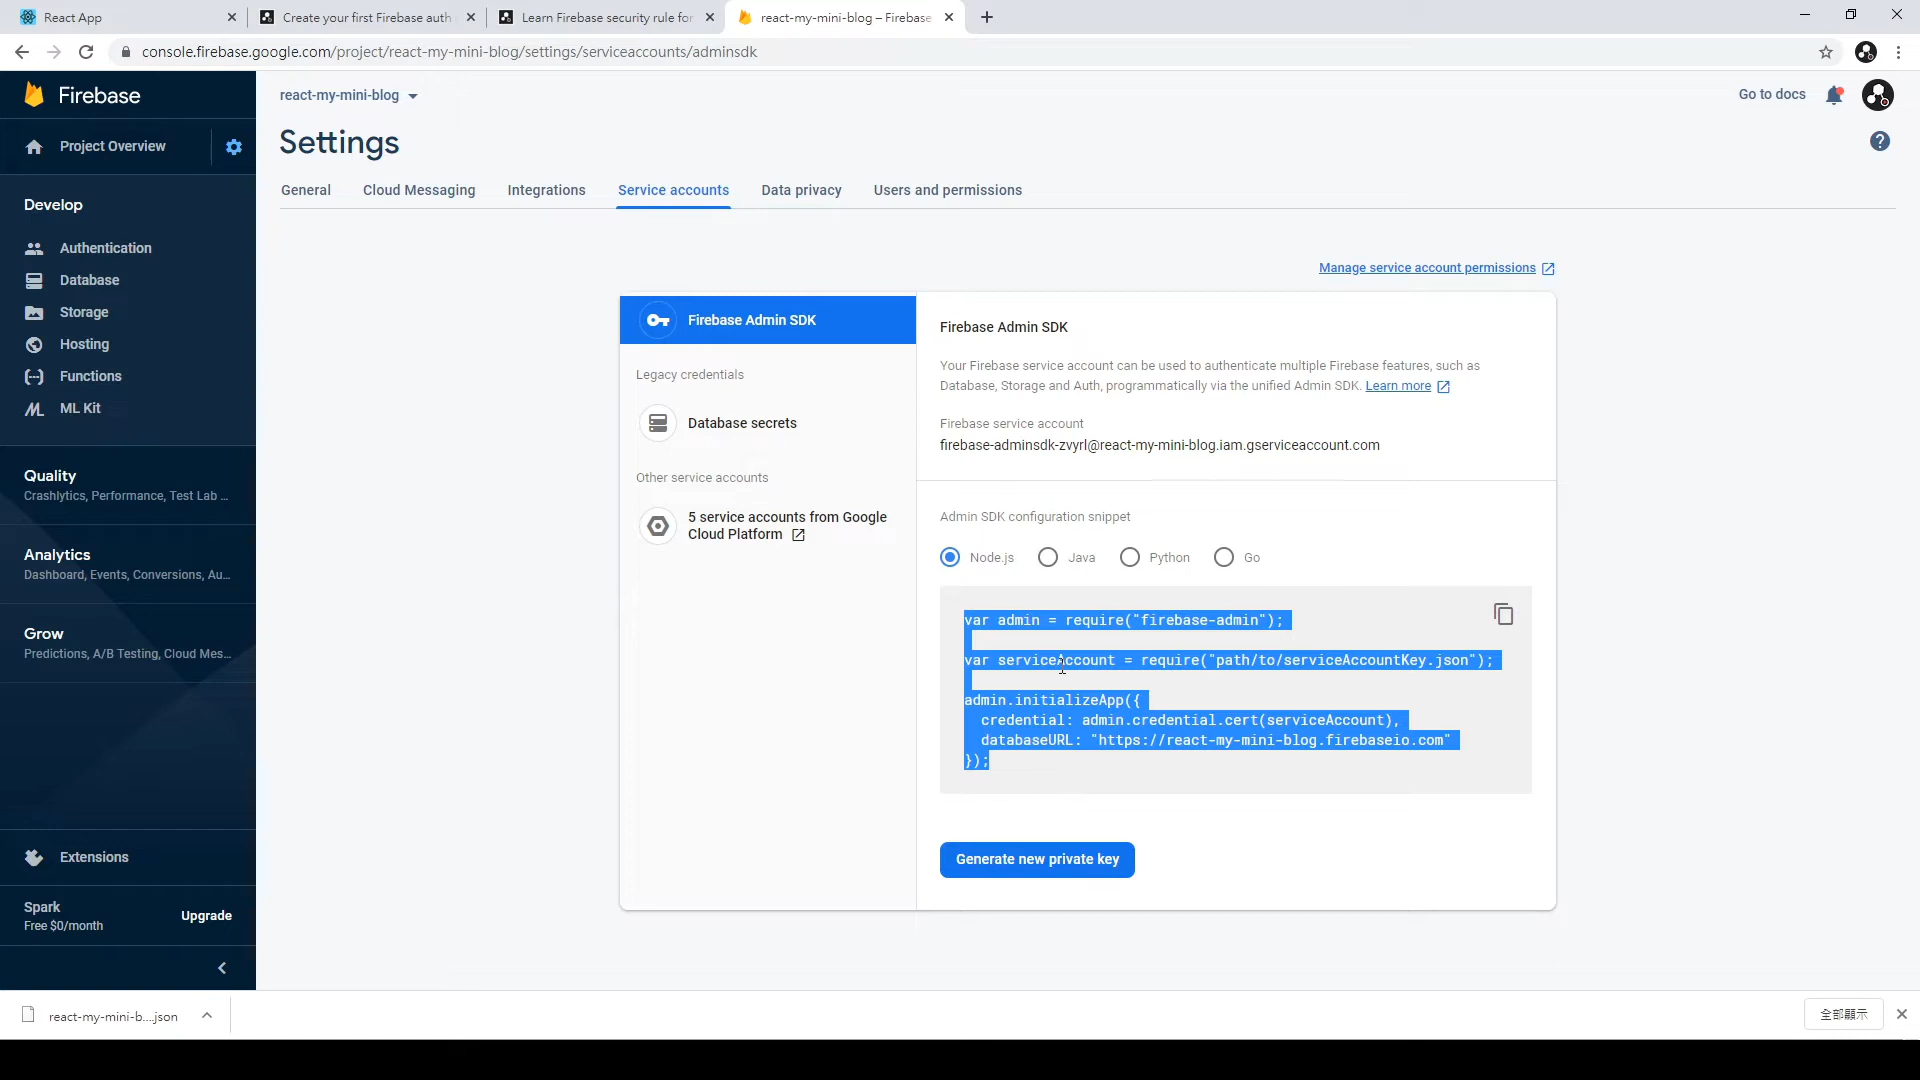 React App
Create your first Firebase auth
Learn Firebase security rule for
react-my-mini-blog – Firebase
console.firebase.google.com/project/react-my-mini-blog/settings/serviceaccounts/adminsdk
Firebase
react-my-mini-blog
Go to docs
Project Overview
Settings
General
Cloud Messaging
Integrations
Service accounts
Data privacy
Users and permissions
Develop
Authentication
Database
Storage
Hosting
Functions
ML Kit
Quality
Crashlytics, Performance, Test Lab ...
Analytics
Dashboard, Events, Conversions, Au...
Grow
Predictions, A/B Testing, Cloud Mes...
Extensions
Spark
Free $0/month
Upgrade
Manage service account permissions
Firebase Admin SDK
Legacy credentials
Database secrets
Other service accounts
5 service accounts from Google
Cloud Platform
Firebase Admin SDK
Your Firebase service account can be used to authenticate multiple Firebase features, such as
Database, Storage and Auth, programmatically via the unified Admin SDK. Learn more
Firebase service account
firebase-adminsdk-zvyrl@react-my-mini-blog.iam.gserviceaccount.com
Admin SDK configuration snippet
Node.js
Java
Python
Go
var admin = require("firebase-admin");
var serviceAccount = require("path/to/serviceAccountKey.json");
admin.initializeApp({
credential: admin.credential.cert(serviceAccount),
databaseURL: "https://react-my-mini-blog.firebaseio.com"
});
Generate new private key
react-my-mini-b....json
全部顯示